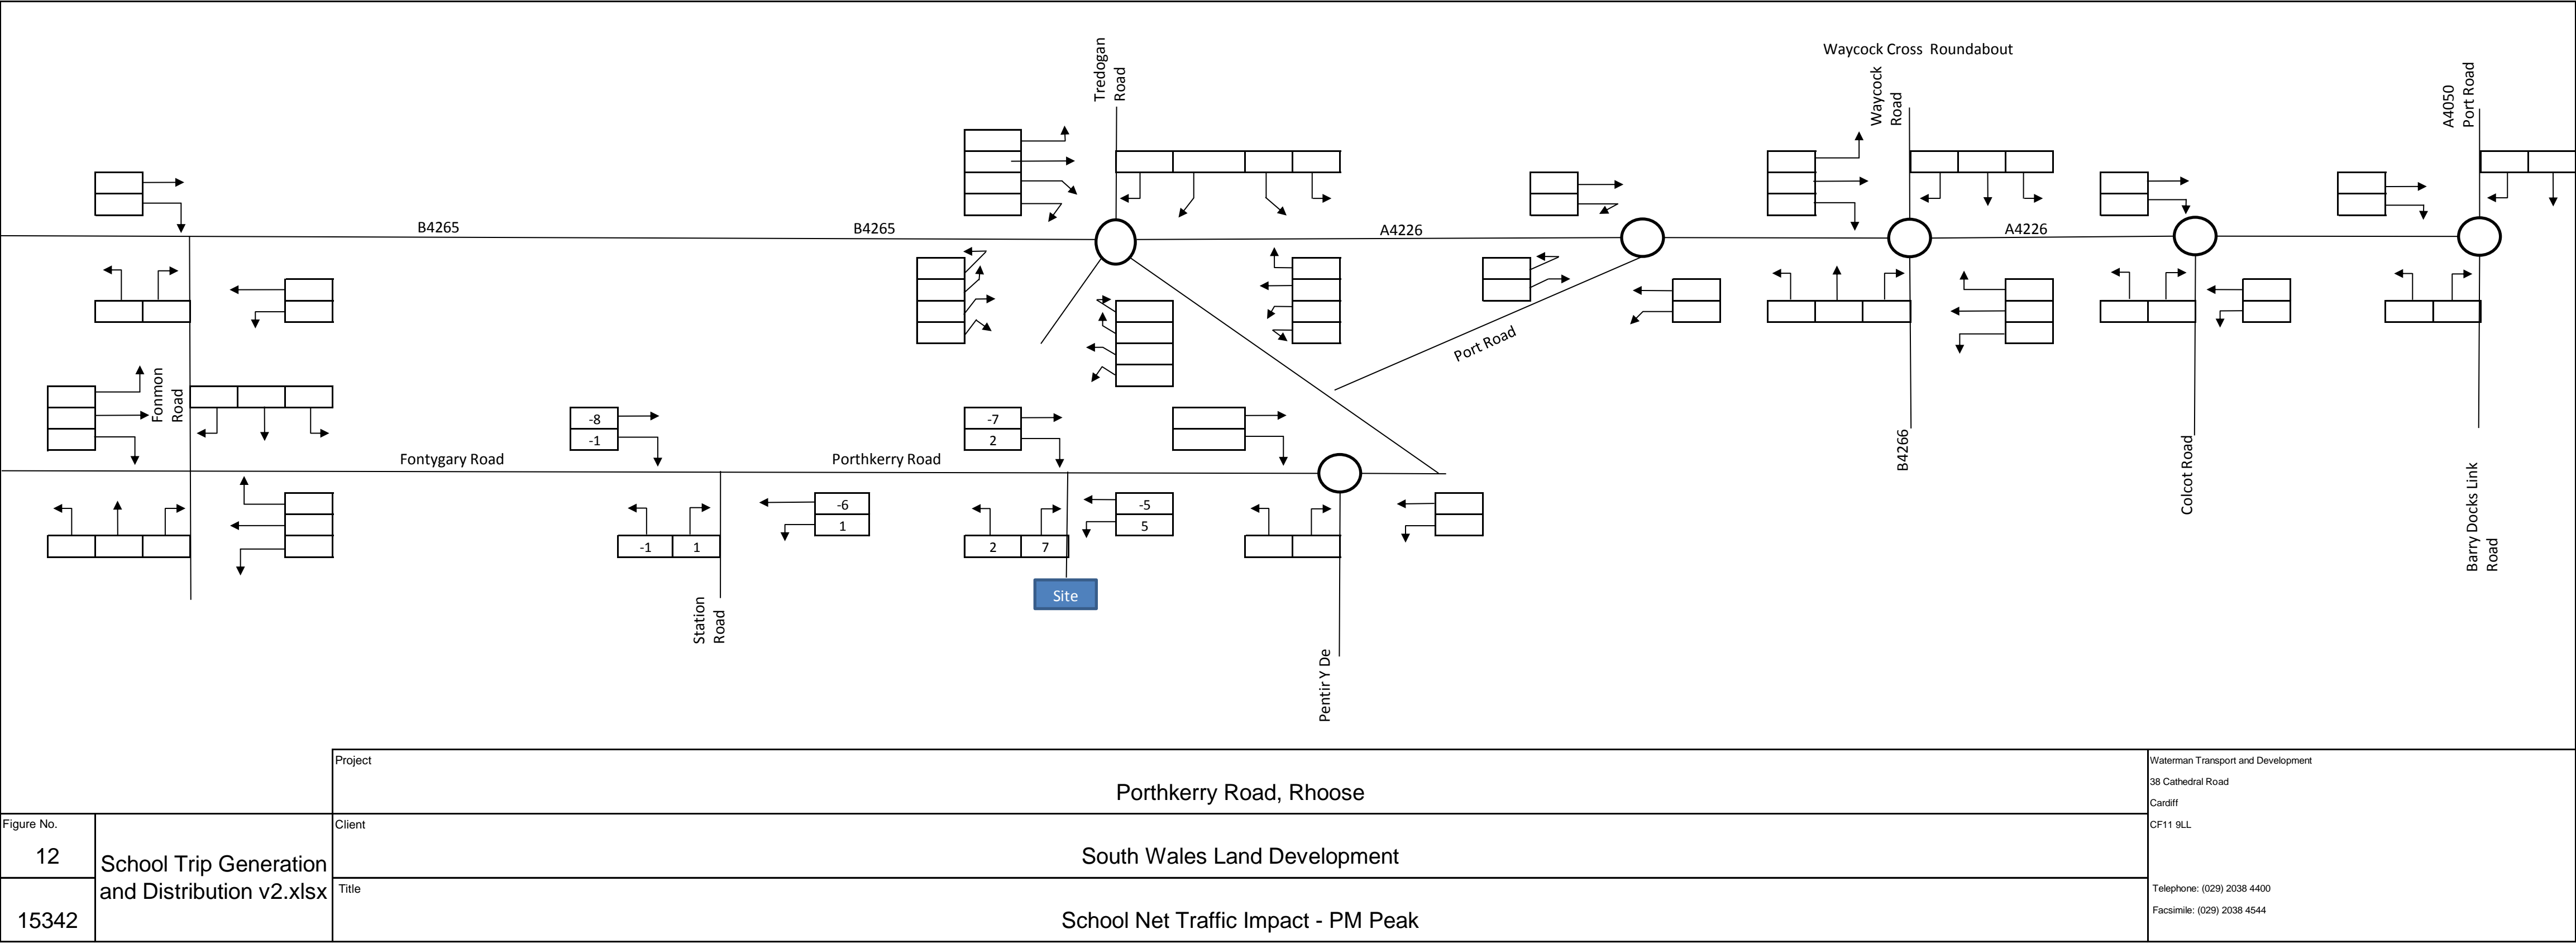 Waycock Cross Roundabout
Tredogan
Road
Waycock
Road
A4050
Port Road
B4265
B4265
A4226
A4226
Port Road
Fonmon
Road
-8
-1
-7
2
Fontygary Road
Porthkerry Road
B4266
Colcot Road
Barry Docks Link
Road
-6
1
-5
5
-1 1
2 7
Site
Station
Road
Pentir Y De
Project
Porthkerry Road, Rhoose
Waterman Transport and Development
38 Cathedral Road
Cardiff
CF11 9LL
Figure No.
12
School Trip Generation
and Distribution v2.xlsx
Client
South Wales Land Development
15342
Title
School Net Traffic Impact - PM Peak
Telephone: (029) 2038 4400
Facsimile: (029) 2038 4544